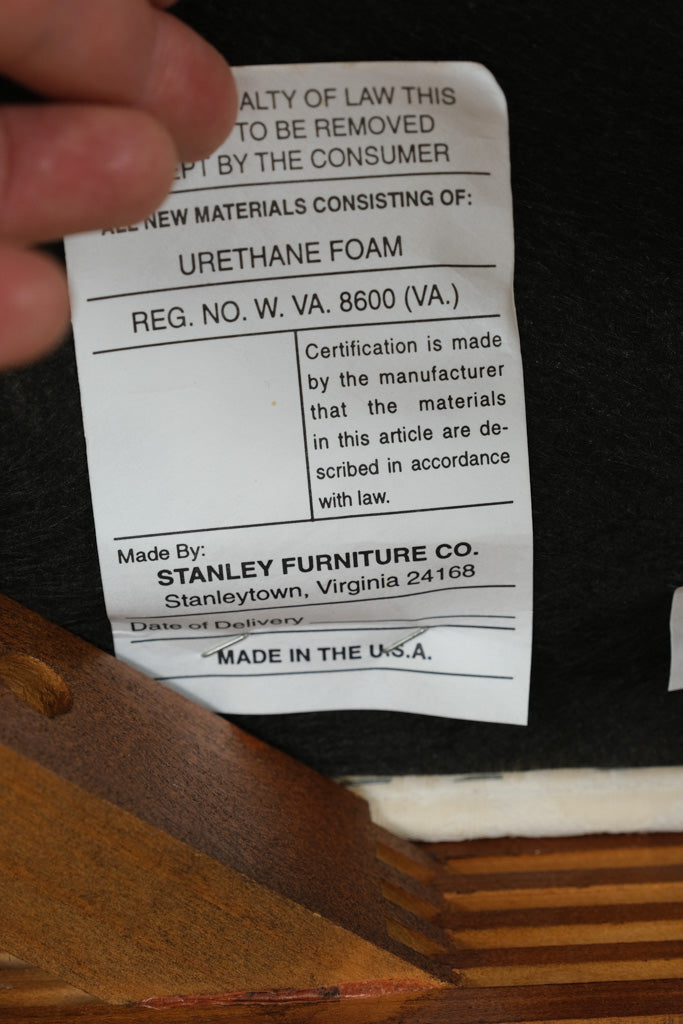 ALTY OF LAW THIS
TO BE REMOVED
EPT BY THE CONSUMER
ALL NEW MATERIALS CONSISTING OF:
URETHANE FOAM
REG. NO. W. VA. 8600 (VA.)
Certification is made
by the manufacturer
that the materials
in this article are de-
scribed in accordance
with law.
Made By:
STANLEY FURNITURE CO.
Stanleytown, Virginia 24168
Date of Delivery
MADE IN THE U.S.A.